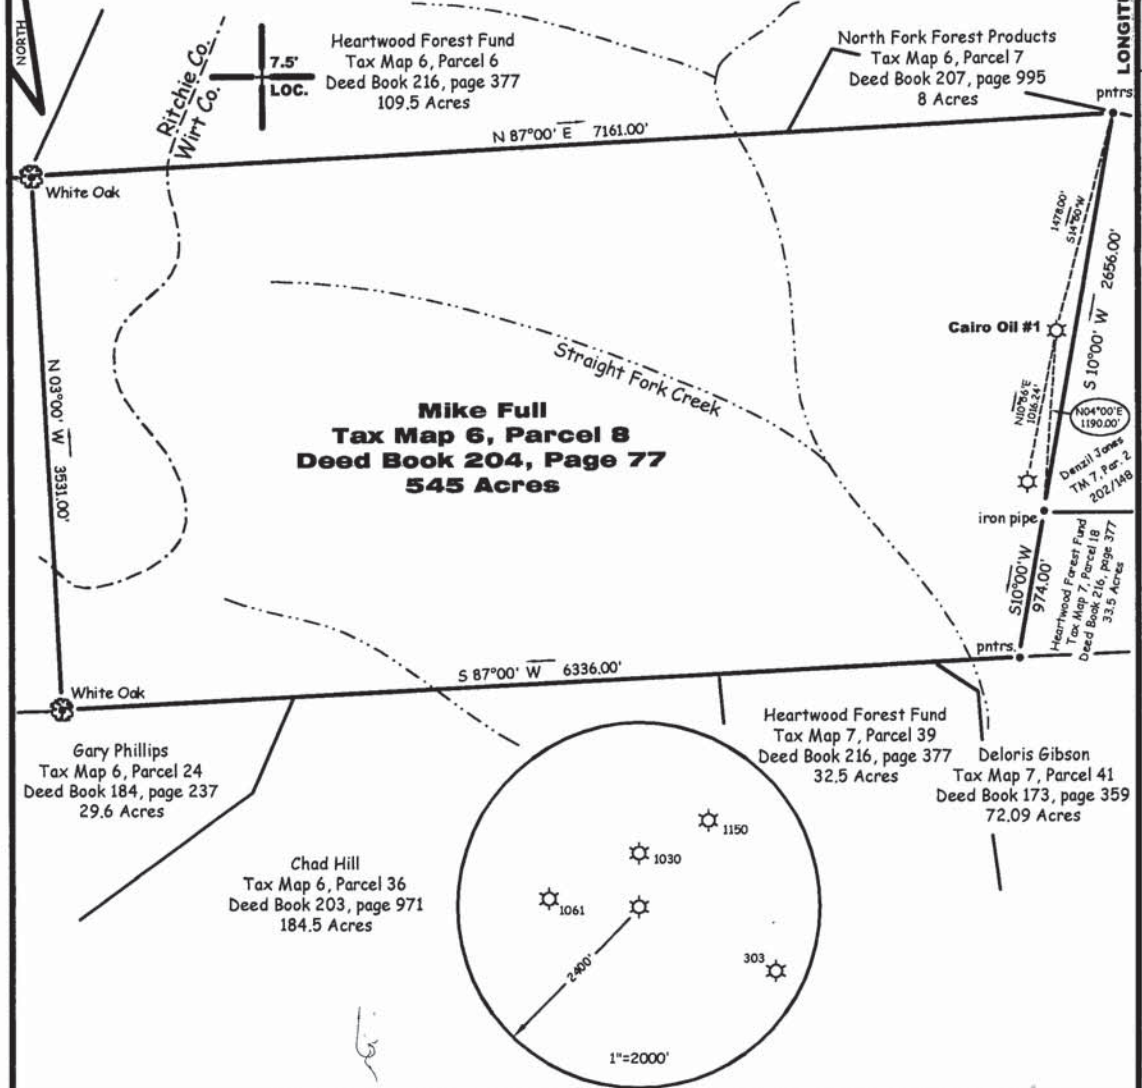 NORTH
Ritchie Co.
Wirt Co.
7.5'
LOC.
Heartwood Forest Fund
Tax Map 6, Parcel 6
Deed Book 216, page 377
109.5 Acres
North Fork Forest Products
Tax Map 6, Parcel 7
Deed Book 207, page 995
8 Acres
pntrs
N 87°00' E 7161.00'
White Oak
1478.00'
S 10°00' W 2656.00'
Cairo Oil #1
N04°00'E
1190.00'
1016.24'
Denzil Jones
TM 7, Par. 2
202/148
iron pipe
Straight Fork Creek
N 03°00' W 3531.00'
Mike Full
Tax Map 6, Parcel 8
Deed Book 204, Page 77
545 Acres
S10°00'W
974.00'
Heartwood Forest Fund
Tax Map 7, Parcel 18
Deed Book 216, page 377
33.5 Acres
pntrs.
S 87°00' W 6336.00'
White Oak
Gary Phillips
Tax Map 6, Parcel 24
Deed Book 184, page 237
29.6 Acres
Heartwood Forest Fund
Tax Map 7, Parcel 39
Deed Book 216, page 377
32.5 Acres
Deloris Gibson
Tax Map 7, Parcel 41
Deed Book 173, page 359
72.09 Acres
Chad Hill
Tax Map 6, Parcel 36
Deed Book 203, page 971
184.5 Acres
1150
1030
1061
303
2400'
1"=2000'